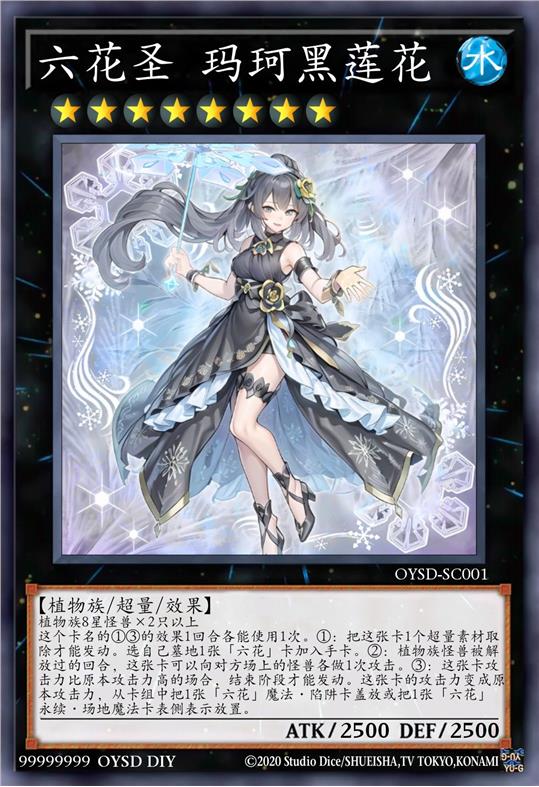 六花圣 玛珂黑莲花
水
OYSD-SC001
【植物族/超量/效果】
植物族8星怪兽×2只以上
这个卡名的①③的效果1回合各能使用1次。①：把这张卡1个超量素材取
除才能发动。选自己墓地1张「六花」卡加入手卡。②：植物族怪兽被解
放过的回合，这张卡可以向对方场上的怪兽各做1次攻击。③：这张卡攻
击力比原本攻击力高的场合，结束阶段才能发动。这张卡的攻击力变成原
本攻击力，从卡组中把1张「六花」魔法·陷阱卡盖放或把1张「六花」
永续·场地魔法卡表侧表示放置。
ATK/2500 DEF/2500
99999999 OYSD DIY ©2020 Studio Dice/SHUEISHA,TV TOKYO,KONAMI